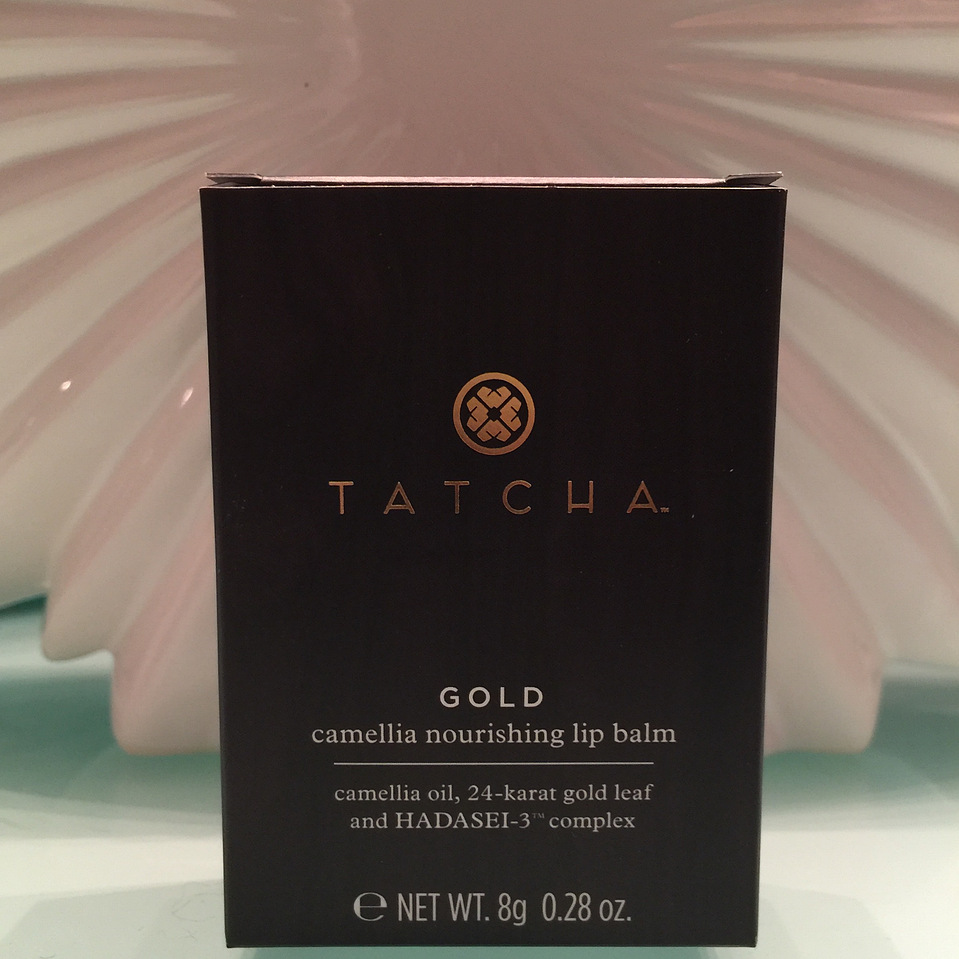 TATCHA™
GOLD
camellia nourishing lip balm
camellia oil, 24-karat gold leaf
and HADASEI-3™ complex
℮ NET WT. 8g 0.28 oz.